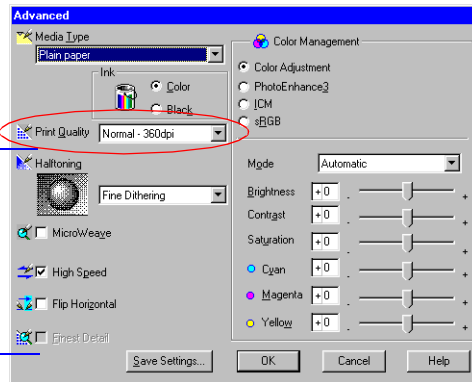 Advanced
Media Type
Plain paper
Ink
Color
Black
Print Quality
Normal - 360dpi
Halftoning
Fine Dithering
MicroWeave
High Speed
Flip Horizontal
Finest Detail
Color Management
Color Adjustment
PhotoEnhance3
ICM
sRGB
Mode Automatic
Brightness +0 - +
Contrast +0 - +
Saturation +0 - +
Cyan +0 - +
Magenta +0 - +
Yellow +0 - +
Save Settings... OK Cancel Help